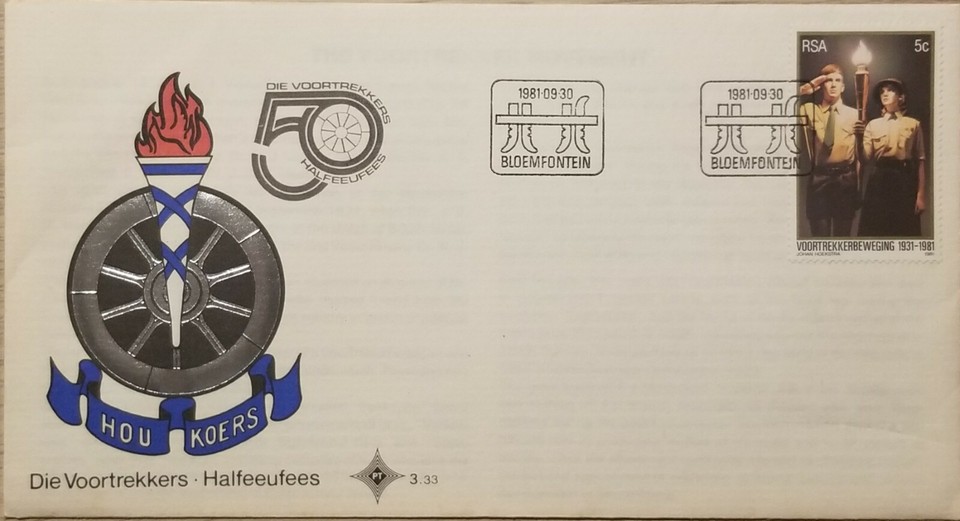 DIE VOORTREKKERS
50
HALFEEUFEES
1981·09·30
BLOEMFONTEIN
1981·09·30
BLOEMFONTEIN
RSA 5c
VOORTREKKERBEWEGING 1931-1981
JOHAN HOEKSTRA 1981
HOU KOERS
Die Voortrekkers · Halfeeufees
PT
3.33